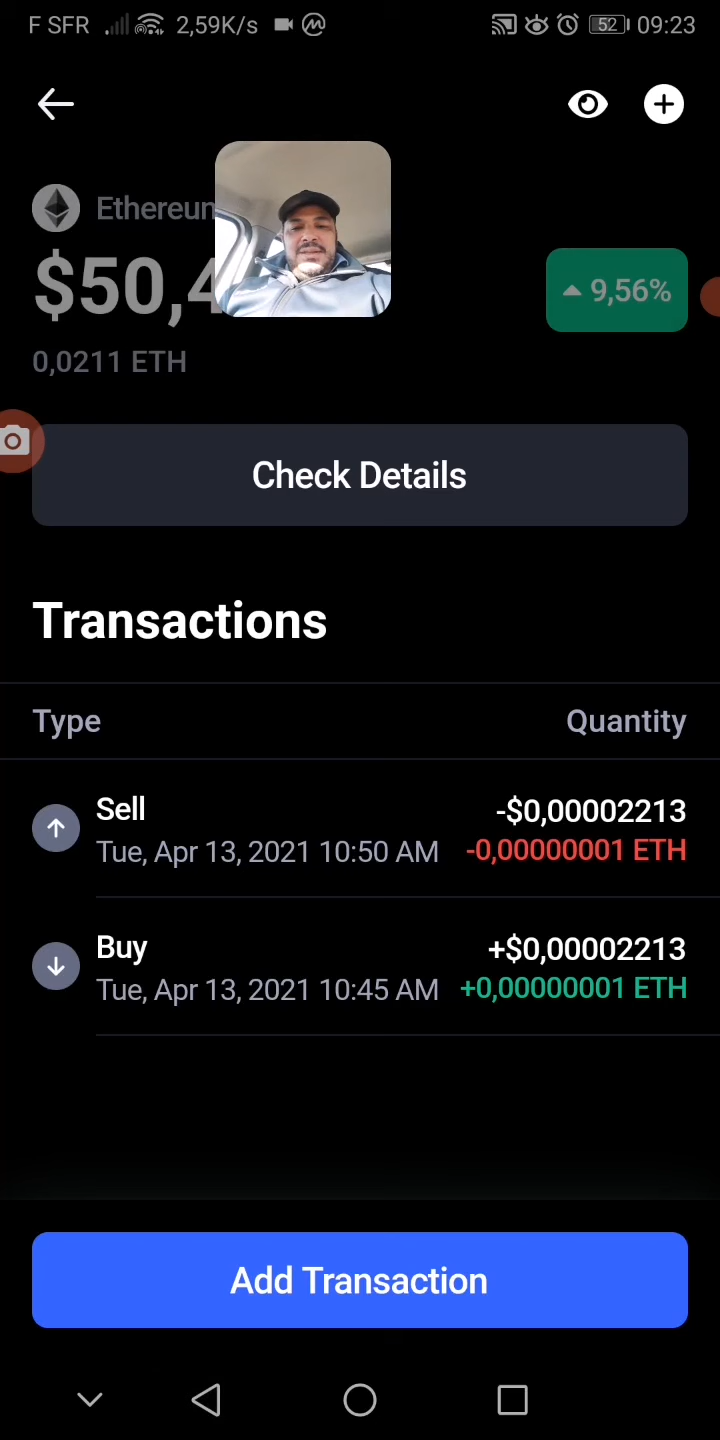 F SFR 2,59K/s 52 09:23
$50,4
9,56%
0,0211 ETH
Check Details
Transactions
Type Quantity
Sell -$0,00002213
Tue, Apr 13, 2021 10:50 AM -0,00000001 ETH
Buy +$0,00002213
Tue, Apr 13, 2021 10:45 AM +0,00000001 ETH
Add Transaction